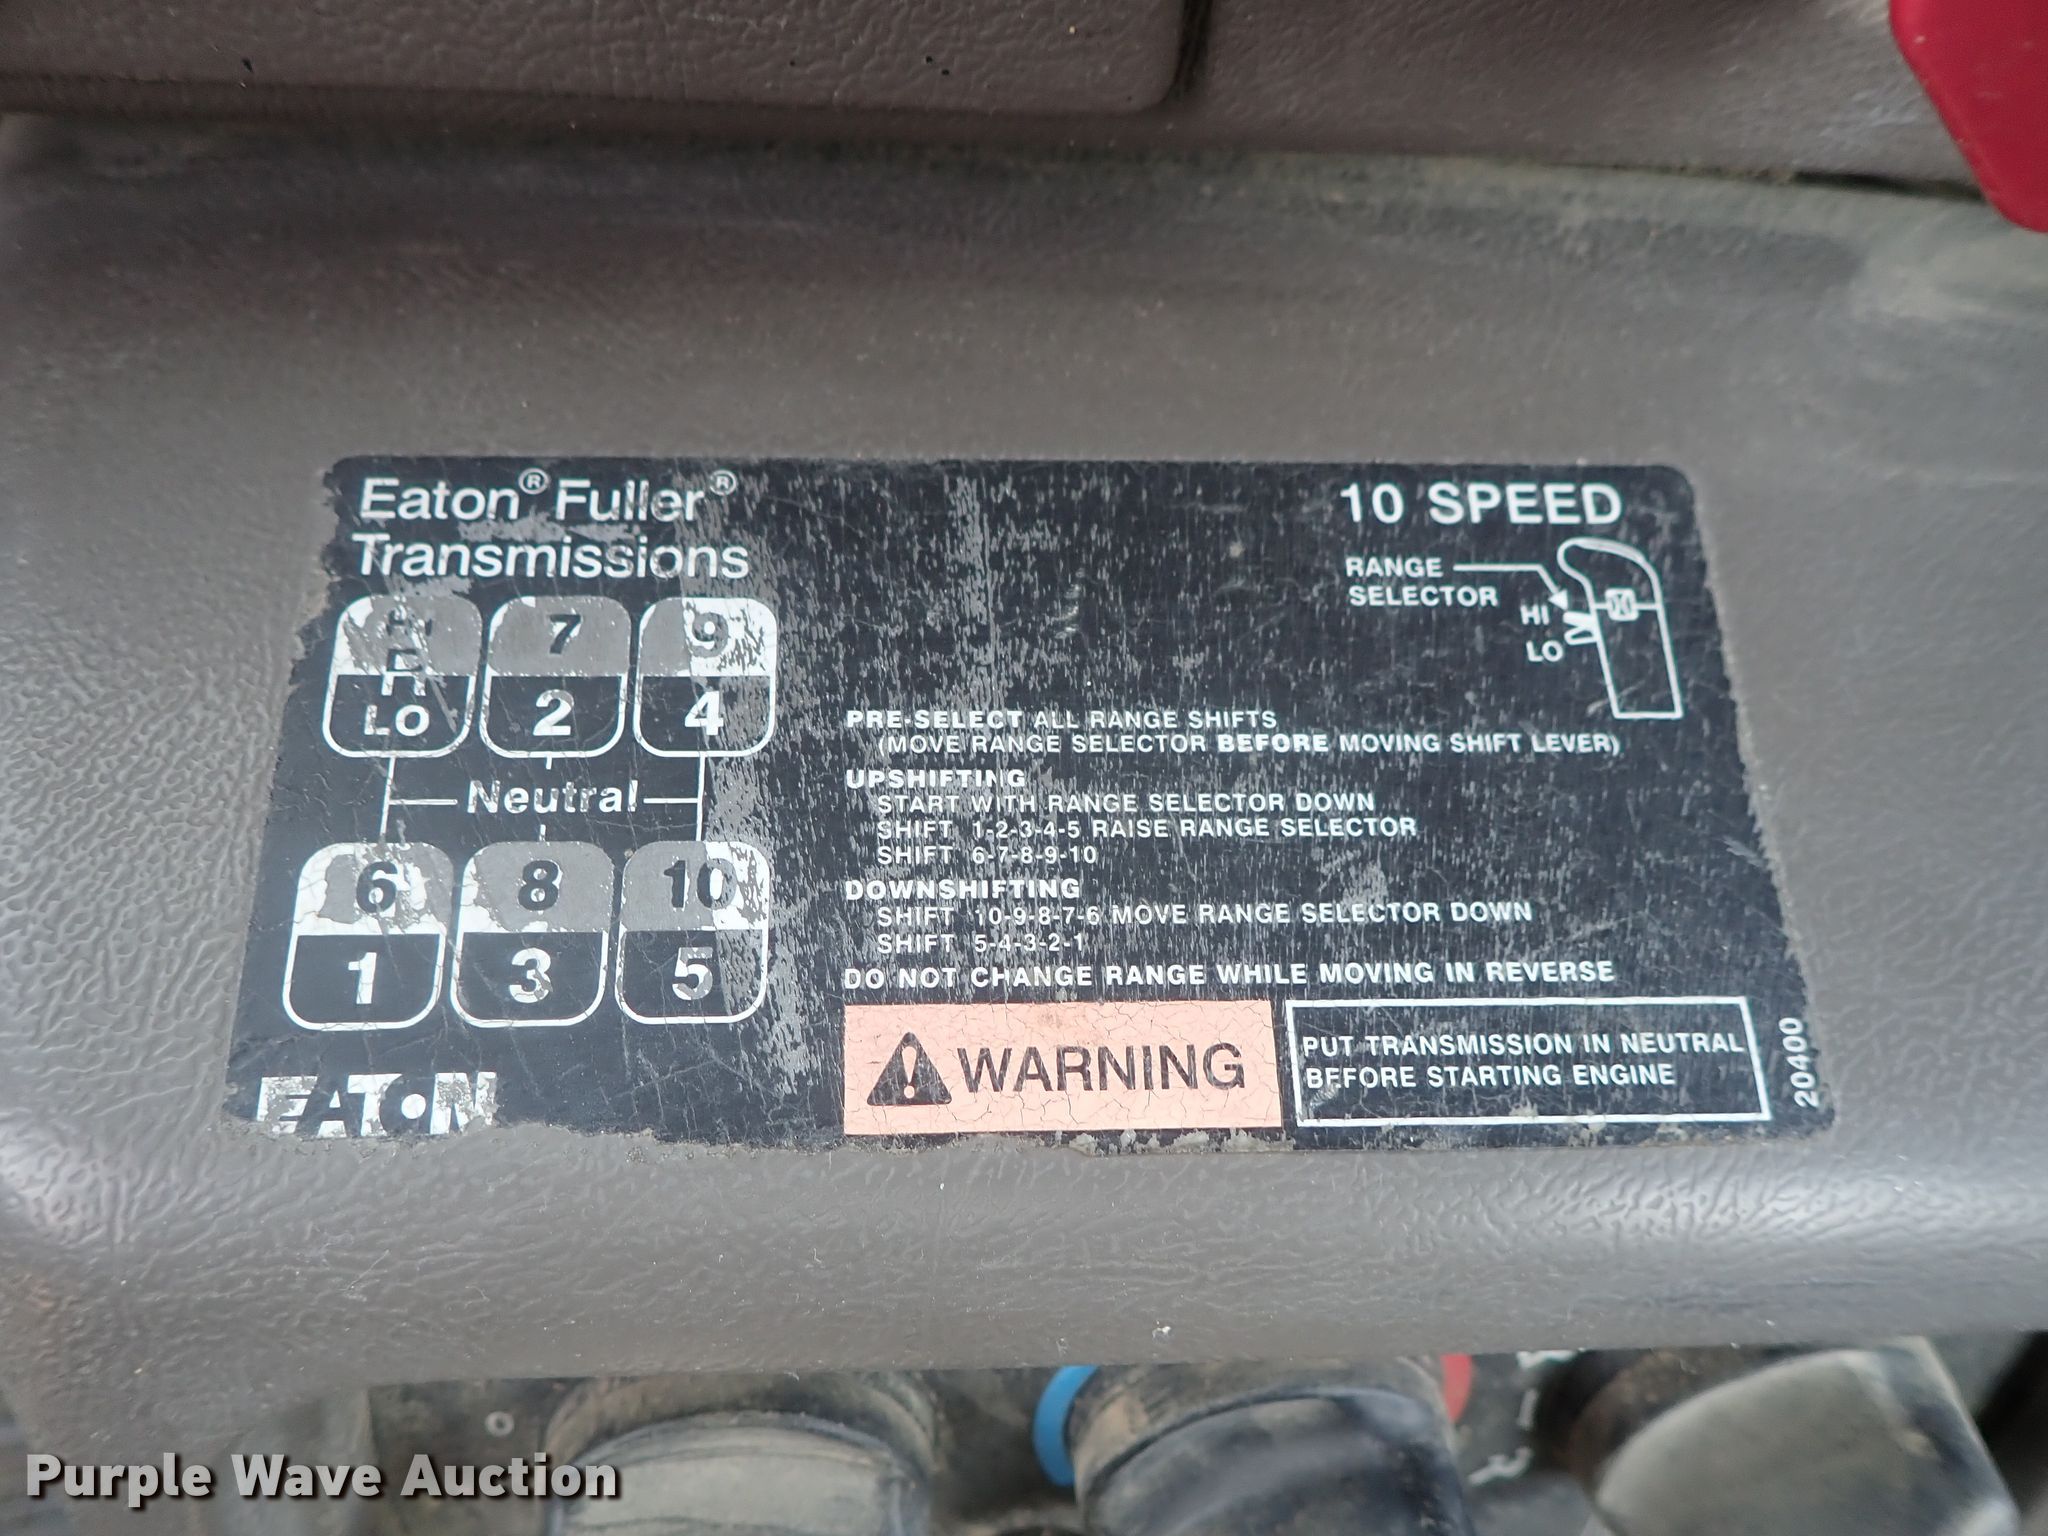 Eaton® Fuller®
Transmissions
10 SPEED
RANGE
SELECTOR
HI
LO
7 9
LO 2 4
Neutral
6 8 10
1 3 5
EATON
PRE-SELECT ALL RANGE SHIFTS
(MOVE RANGE SELECTOR BEFORE MOVING SHIFT LEVER)
UPSHIFTING
START WITH RANGE SELECTOR DOWN
SHIFT 1-2-3-4-5 RAISE RANGE SELECTOR
SHIFT 6-7-8-9-10
DOWNSHIFTING
SHIFT 10-9-8-7-6 MOVE RANGE SELECTOR DOWN
SHIFT 5-4-3-2-1
DO NOT CHANGE RANGE WHILE MOVING IN REVERSE
WARNING
PUT TRANSMISSION IN NEUTRAL
BEFORE STARTING ENGINE
20400
Purple Wave Auction